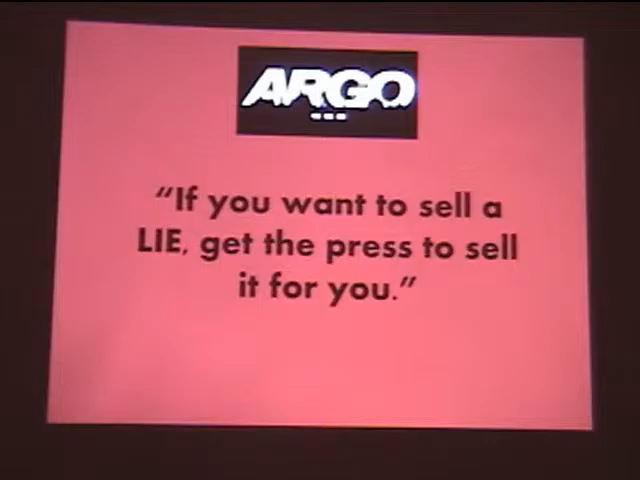 ARGO
"If you want to sell a
LIE, get the press to sell
it for you."